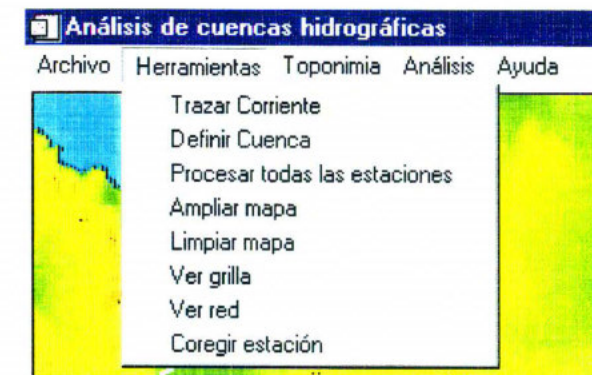 Análisis de cuencas hidrográficas
Archivo Herramientas Toponimia Análisis Ayuda
Trazar Corriente
Definir Cuenca
Procesar todas las estaciones
Ampliar mapa
Limpiar mapa
Ver grilla
Ver red
Coregir estación